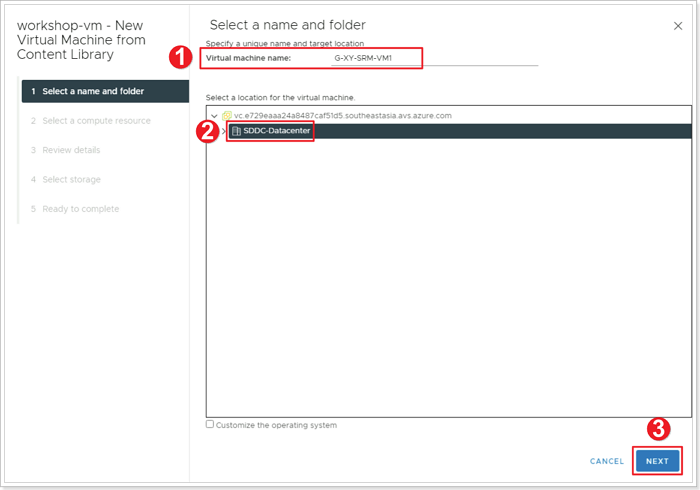 workshop-vm - New
Virtual Machine from
Content Library
1 Select a name and folder
2 Select a compute resource
3 Review details
4 Select storage
5 Ready to complete
Select a name and folder
Specify a unique name and target location
1
Virtual machine name: G-XY-SRM-VM1
Select a location for the virtual machine.
vc.e729eaaa24a8487caf51d5.southeastasia.avs.azure.com
2
SDDC-Datacenter
Customize the operating system
3
CANCEL NEXT